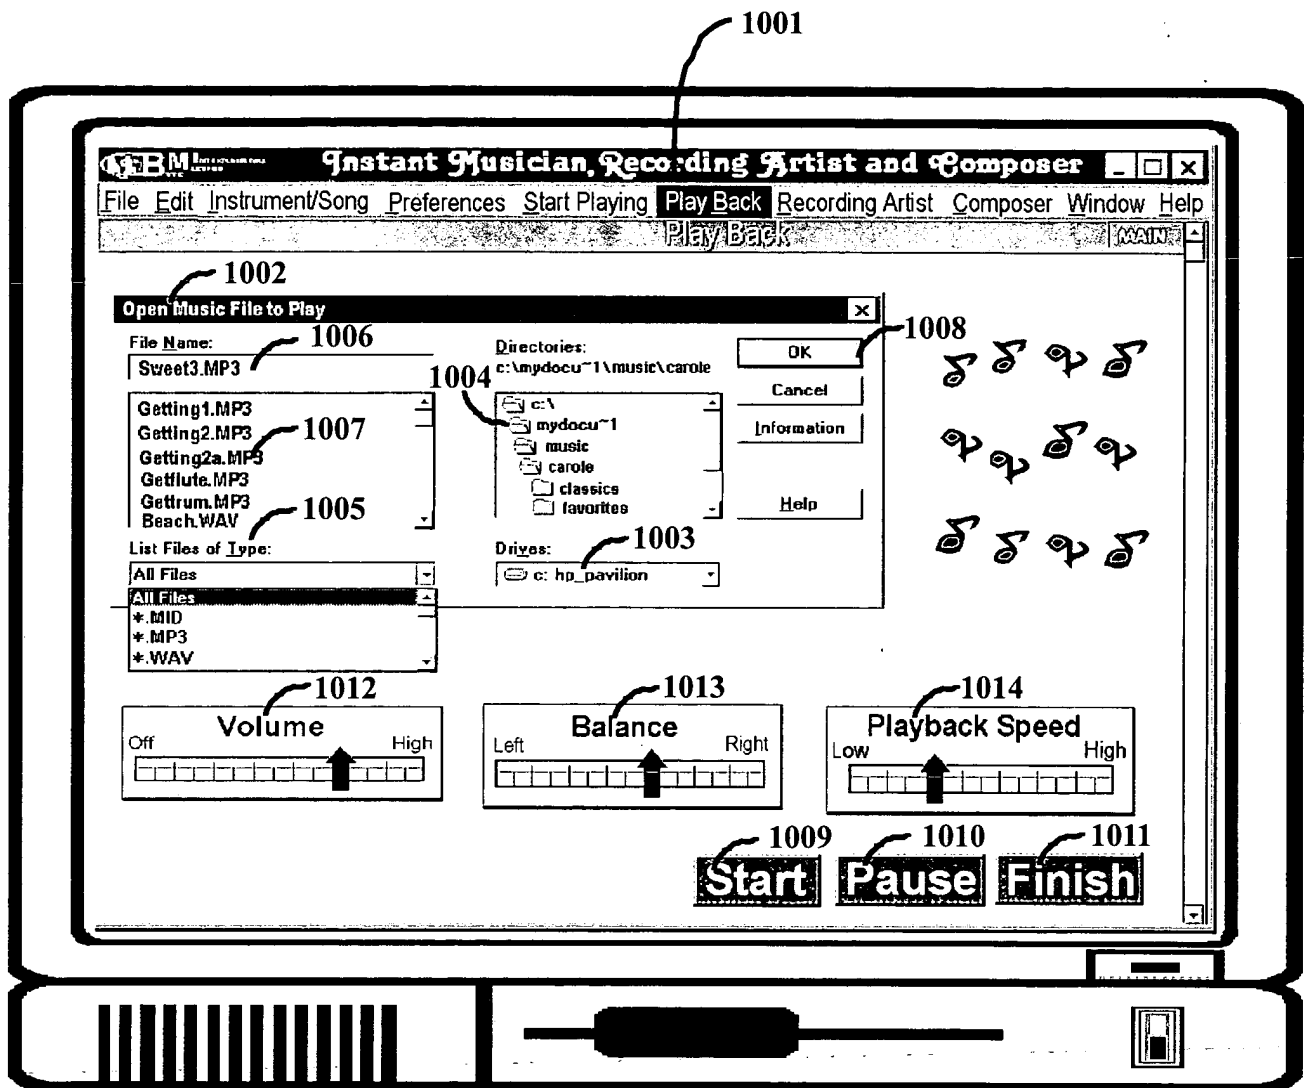 1001
Instant Musician, Recording Artist and Composer
File Edit Instrument/Song Preferences Start Playing Play Back Recording Artist Composer Window Help
Play Back MAIN
1002
Open Music File to Play
File Name: 1006
Sweet3.MP3
Directories:
c:\mydocu~1\music\carole
OK 1008
Cancel
Information
Help
1004
Getting1.MP3
Getting2.MP3
Getting2a.MP3 1007
Getflute.MP3
Gettrum.MP3
Beach.WAV
c:\
mydocu~1
music
carole
classics
favorites
1005
List Files of Type:
All Files
All Files
*.MID
*.MP3
*.WAV
Drives: 1003
c: hp_pavilion
1012
Volume
Off High
1013
Balance
Left Right
1014
Playback Speed
Low High
1009 1010 1011
Start Pause Finish